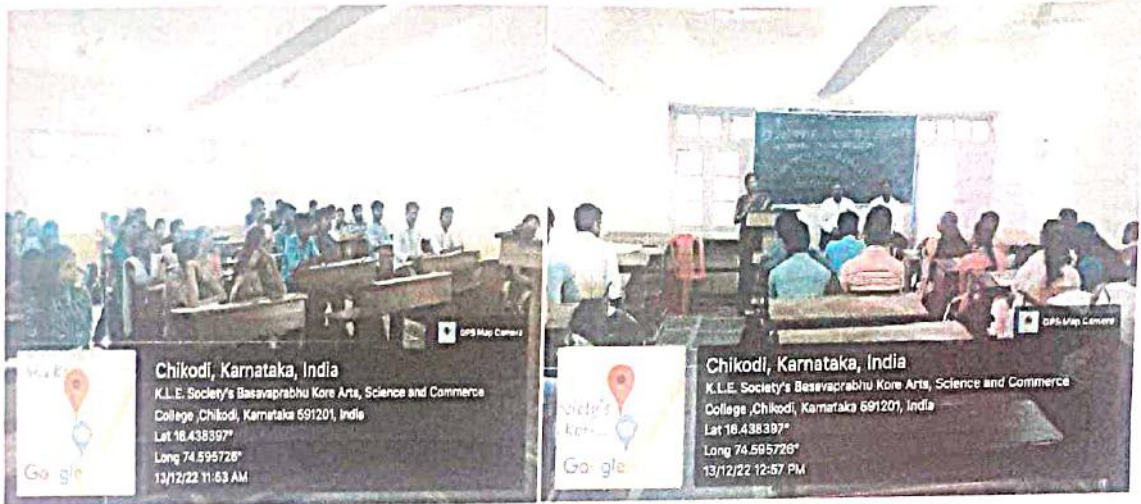 GPS Map Camera
Chikodi, Karnataka, India
K.L.E. Society's Basavaprabhu Kore Arts, Science and Commerce
College ,Chikodi, Karnataka 591201, India
Lat 16.438397°
Long 74.595726°
13/12/22 11:53 AM
Google
GPS Map Camera
Chikodi, Karnataka, India
K.L.E. Society's Basavaprabhu Kore Arts, Science and Commerce
College ,Chikodi, Karnataka 591201, India
Lat 16.438397°
Long 74.595726°
13/12/22 12:57 PM
Google